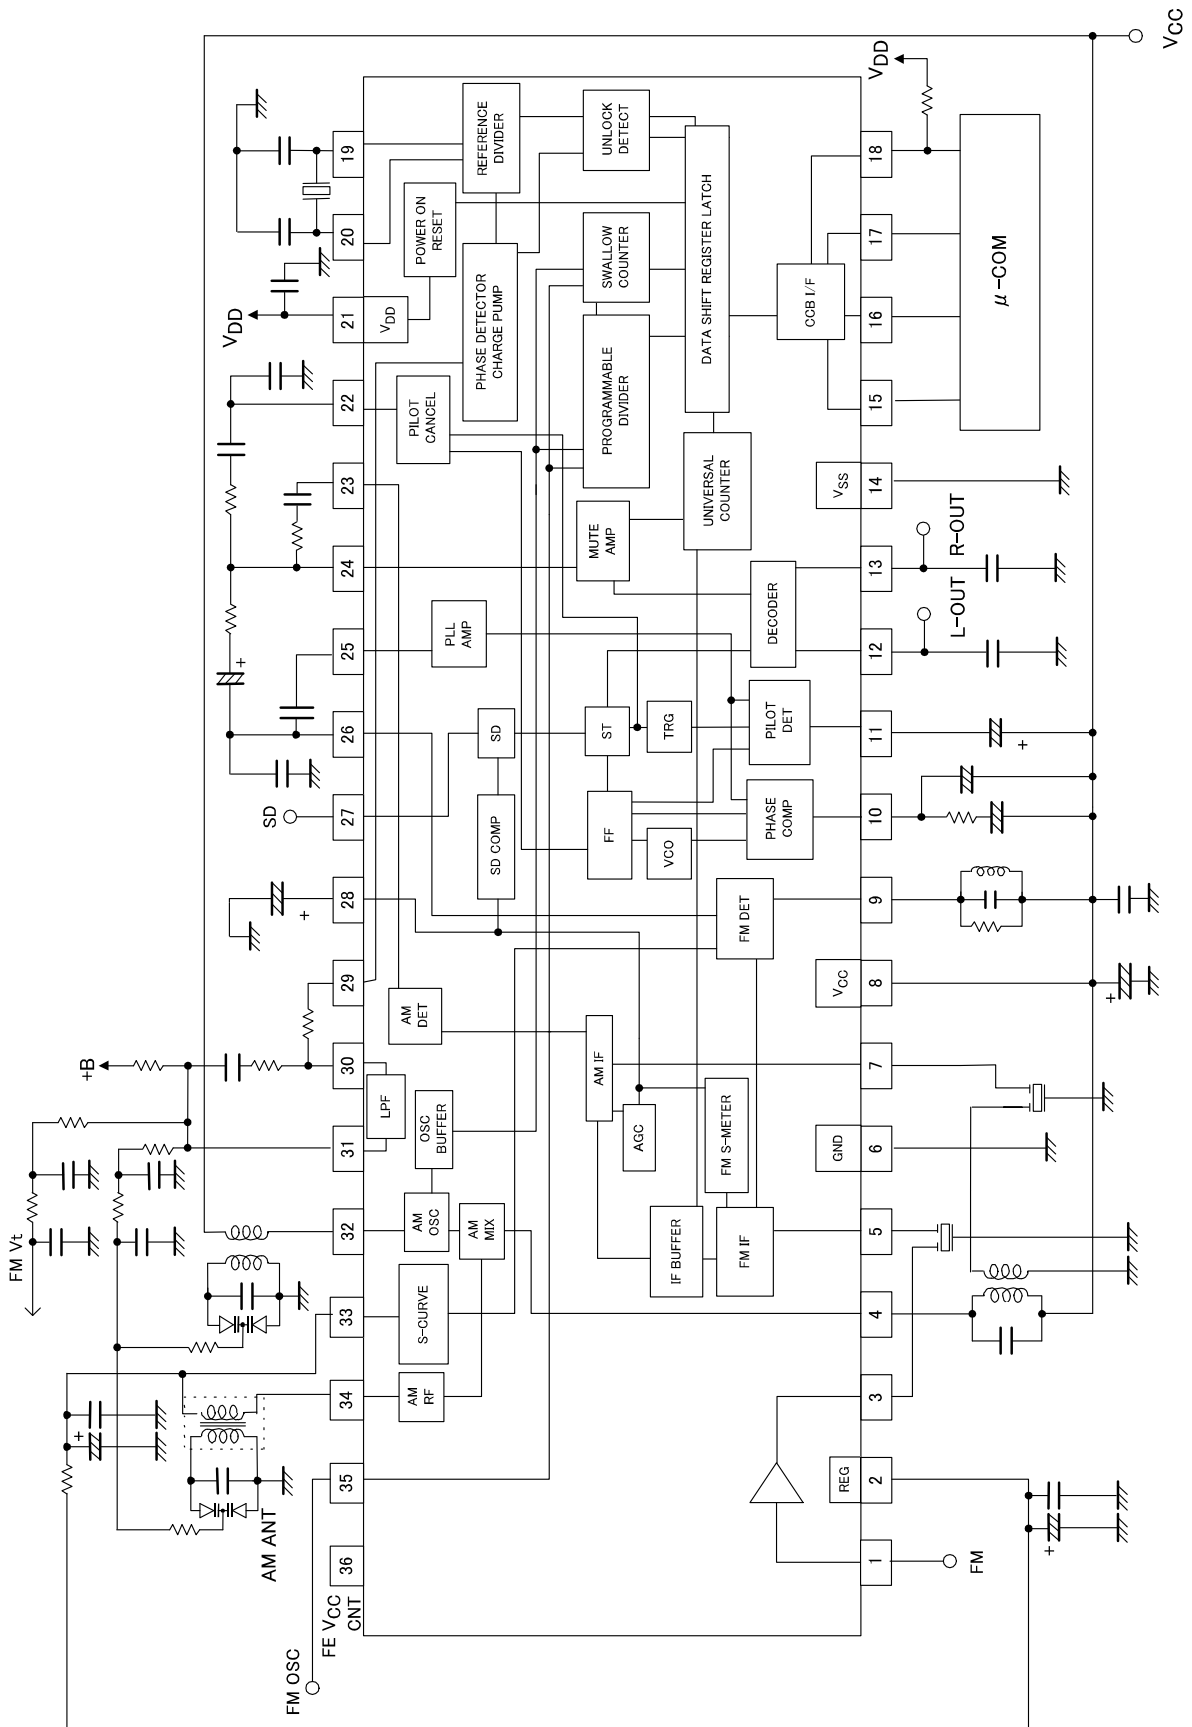 FE VCC
CNT
FM OSC
AM ANT
FM Vt
+B
SD
VDD
36
35
34
33
32
31
30
29
28
27
26
25
24
23
22
21
20
19
+
+
+
AM
RF
S-CURVE
AM
OSC
AM
MIX
OSC
BUFFER
LPF
AM
DET
SD COMP
SD
PLL
AMP
PILOT
CANCEL
VDD
POWER ON
RESET
PHASE DETECTOR
CHARGE PUMP
REFERENCE
DIVIDER
IF BUFFER
FM IF
FM S-METER
AGC
AM IF
FM DET
FF
VCO
ST
TRG
PHASE
COMP
PILOT
DET
DECODER
MUTE
AMP
UNIVERSAL
COUNTER
PROGRAMMABLE
DIVIDER
SWALLOW
COUNTER
UNLOCK
DETECT
DATA SHIFT REGISTER LATCH
CCB I/F
REG
GND
VCC
VSS
1
2
3
4
5
6
7
8
9
10
11
12
13
14
15
16
17
18
FM
+
+
+
L-OUT
R-OUT
μ-COM
VDD
VCC